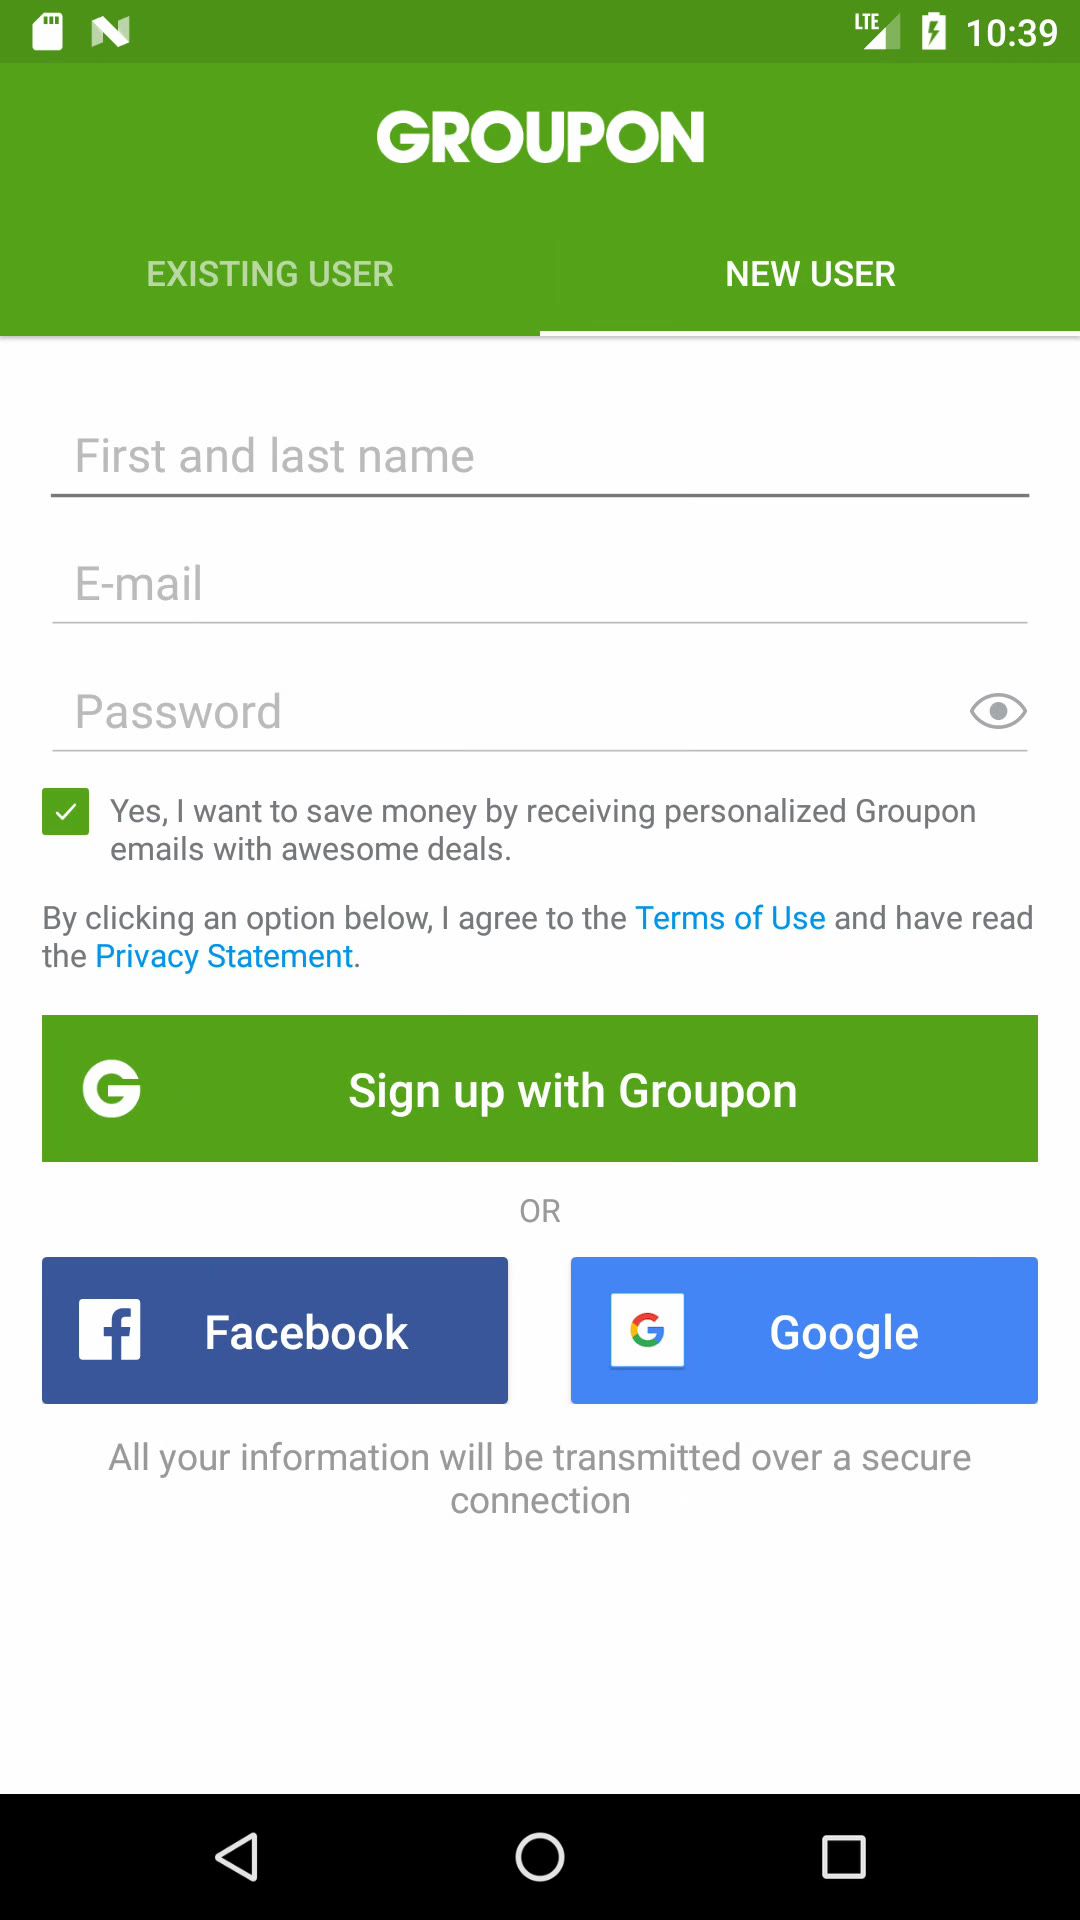 LTE 10:39
GROUPON
EXISTING USER NEW USER
First and last name
E-mail
Password
Yes, I want to save money by receiving personalized Groupon
emails with awesome deals.
By clicking an option below, I agree to the Terms of Use and have read
the Privacy Statement.
G Sign up with Groupon
OR
f Facebook G Google
All your information will be transmitted over a secure
connection